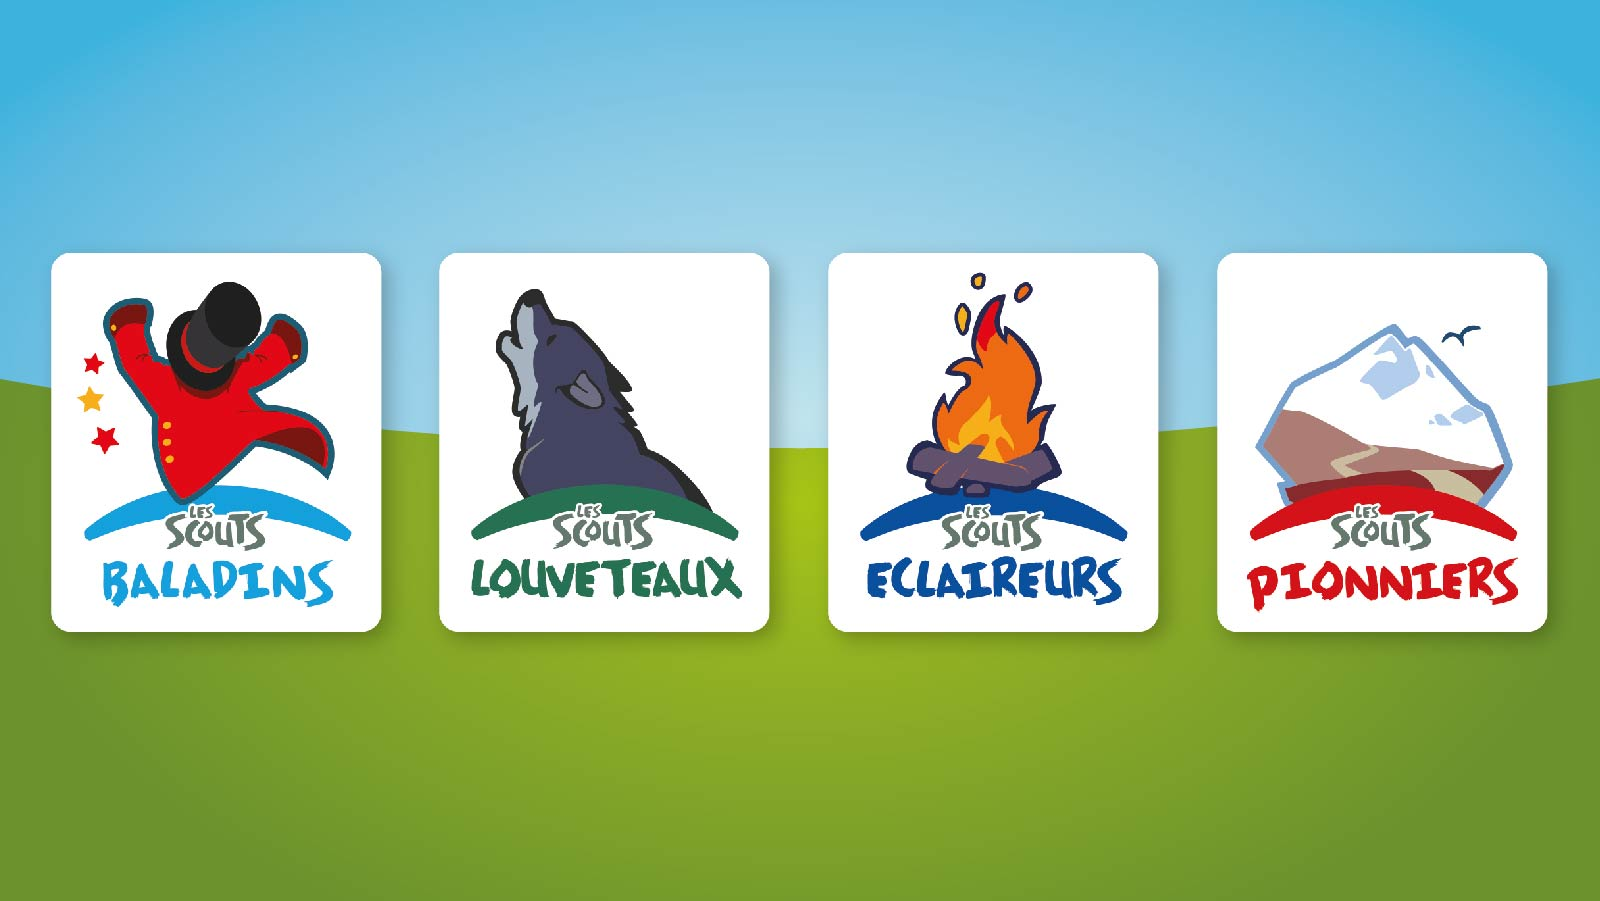 LES
SCOUTS
BALADINS
LES
SCOUTS
LOUVETEAUX
LES
SCOUTS
ECLAIREURS
LES
SCOUTS
PIONNIERS